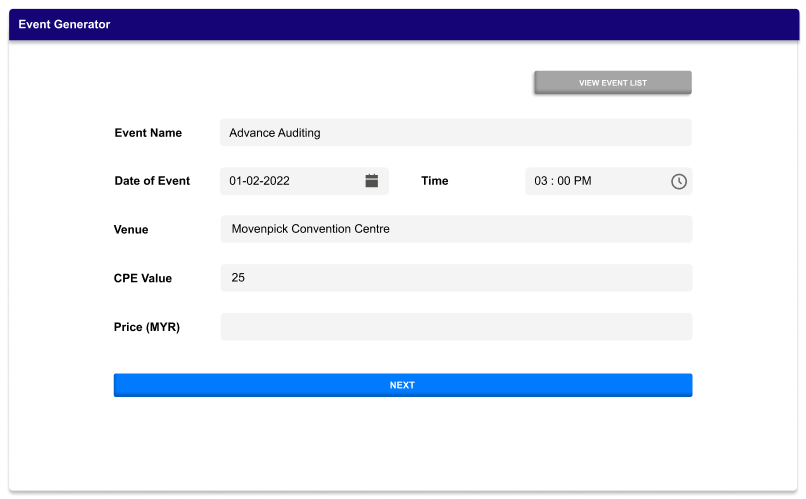 Event Generator
VIEW EVENT LIST
Event Name Advance Auditing
Date of Event 01-02-2022 Time 03 : 00 PM
Venue Movenpick Convention Centre
CPE Value 25
Price (MYR)
NEXT